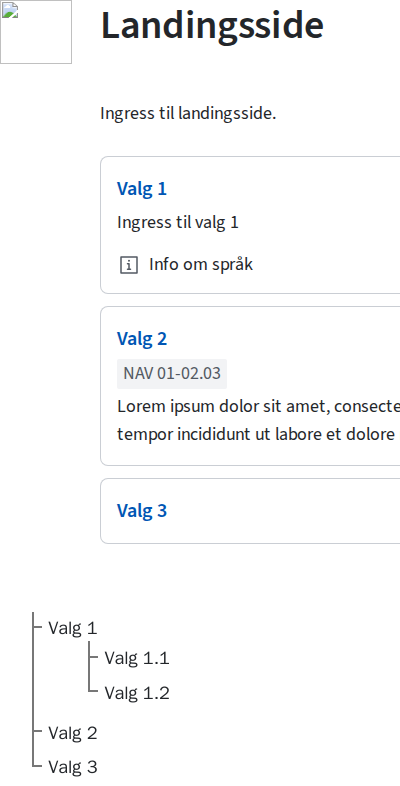 Landingsside
Ingress til landingsside.
Valg 1
Ingress til valg 1
Info om språk
Valg 2
NAV 01-02.03
Lorem ipsum dolor sit amet, consecte
tempor incididunt ut labore et dolore
Valg 3
Valg 1
Valg 1.1
Valg 1.2
Valg 2
Valg 3